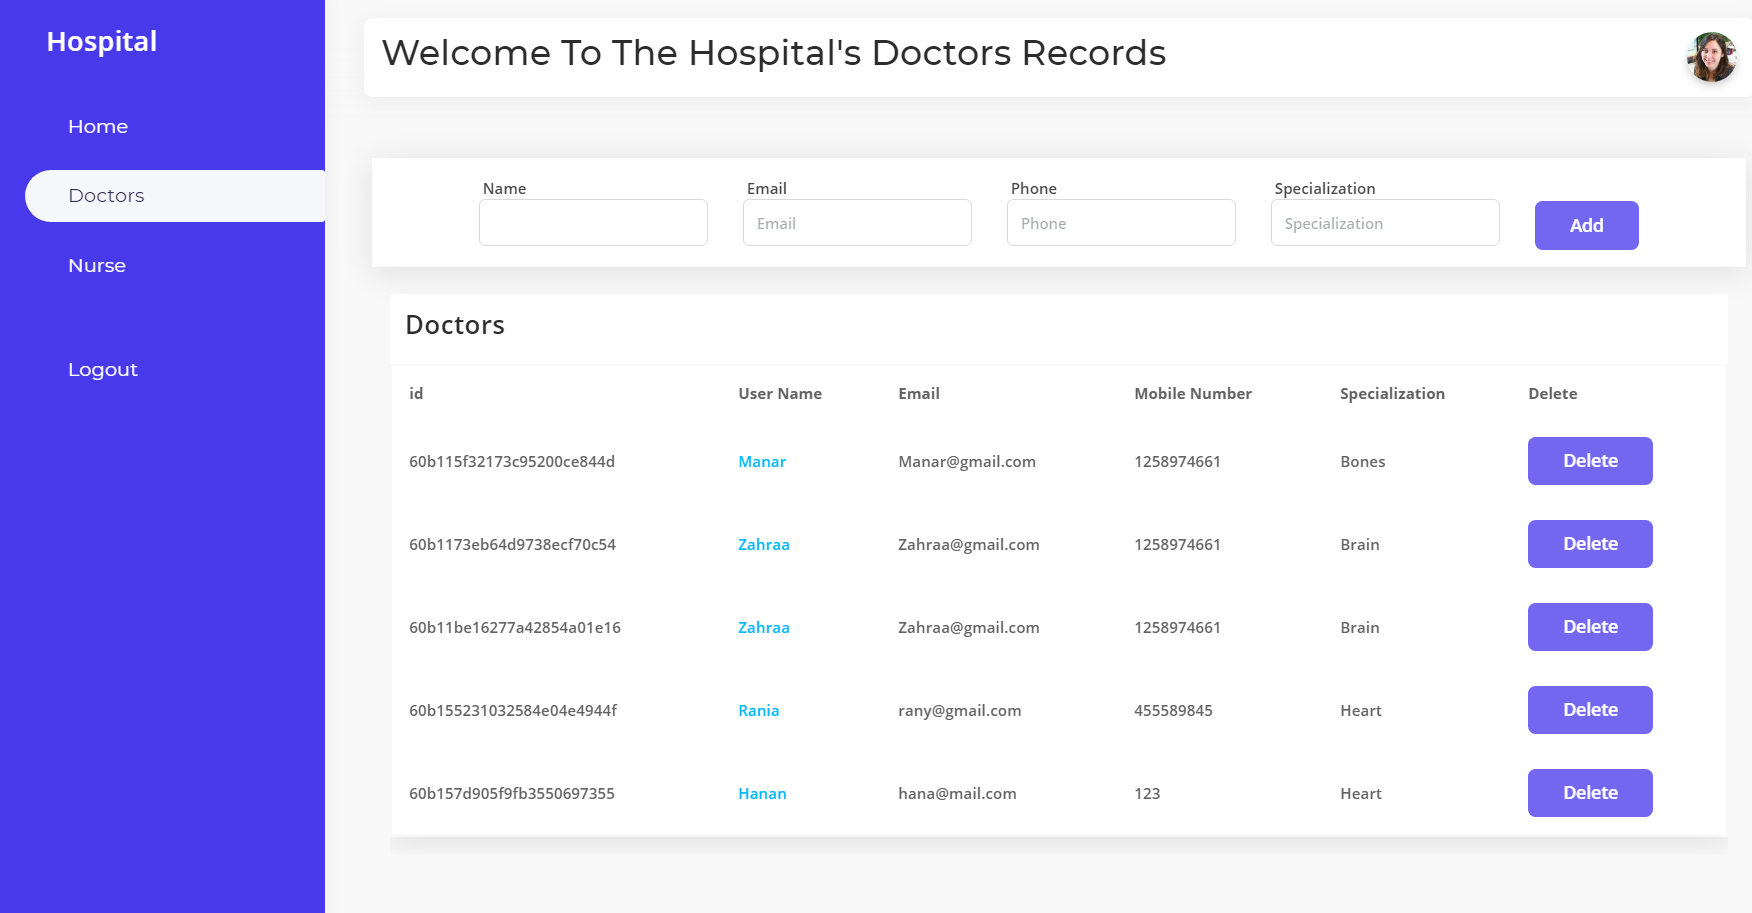 Hospital
Home
Doctors
Nurse
Logout
Welcome To The Hospital's Doctors Records
Name Email Phone Specialization
Email Phone Specialization Add
Doctors
id User Name Email Mobile Number Specialization Delete
60b115f32173c95200ce844d Manar Manar@gmail.com 1258974661 Bones Delete
60b1173eb64d9738ecf70c54 Zahraa Zahraa@gmail.com 1258974661 Brain Delete
60b11be16277a42854a01e16 Zahraa Zahraa@gmail.com 1258974661 Brain Delete
60b155231032584e04e4944f Rania rany@gmail.com 455589845 Heart Delete
60b157d905f9fb3550697355 Hanan hana@mail.com 123 Heart Delete